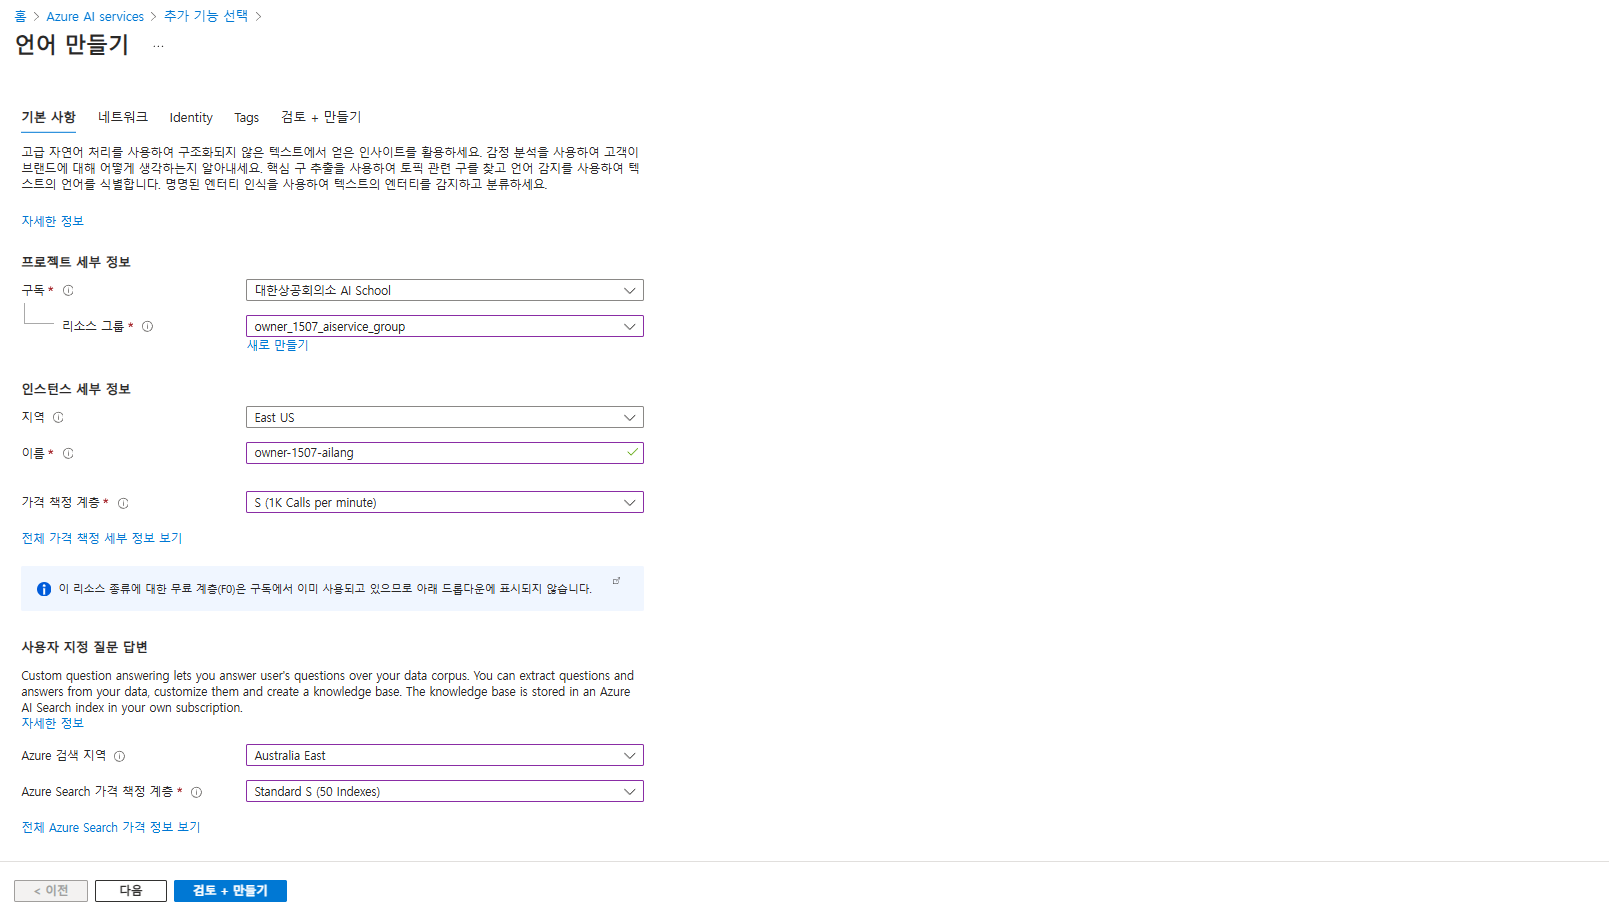 홈 > Azure AI services > 추가 기능 선택 >
언어 만들기 ...
기본 사항 네트워크 Identity Tags 검토 + 만들기
고급 자연어 처리를 사용하여 구조화되지 않은 텍스트에서 얻은 인사이트를 활용하세요. 감정 분석을 사용하여 고객이
브랜드에 대해 어떻게 생각하는지 알아내세요. 핵심 구 추출을 사용하여 토픽 관련 구를 찾고 언어 감지를 사용하여 텍
스트의 언어를 식별합니다. 명명된 엔터티 인식을 사용하여 텍스트의 엔터티를 감지하고 분류하세요.
자세한 정보
프로젝트 세부 정보
구독 * 대한상공회의소 AI School
리소스 그룹 * owner_1507_aiservice_group
새로 만들기
인스턴스 세부 정보
지역 East US
이름 * owner-1507-ailang
가격 책정 계층 * S (1K Calls per minute)
전체 가격 책정 세부 정보 보기
이 리소스 종류에 대한 무료 계층(F0)은 구독에서 이미 사용되고 있으므로 아래 드롭다운에 표시되지 않습니다.
사용자 지정 질문 답변
Custom question answering lets you answer user's questions over your data corpus. You can extract questions and
answers from your data, customize them and create a knowledge base. The knowledge base is stored in an Azure
AI Search index in your own subscription.
자세한 정보
Azure 검색 지역 Australia East
Azure Search 가격 책정 계층 * Standard S (50 Indexes)
전체 Azure Search 가격 정보 보기
< 이전 다음 검토 + 만들기